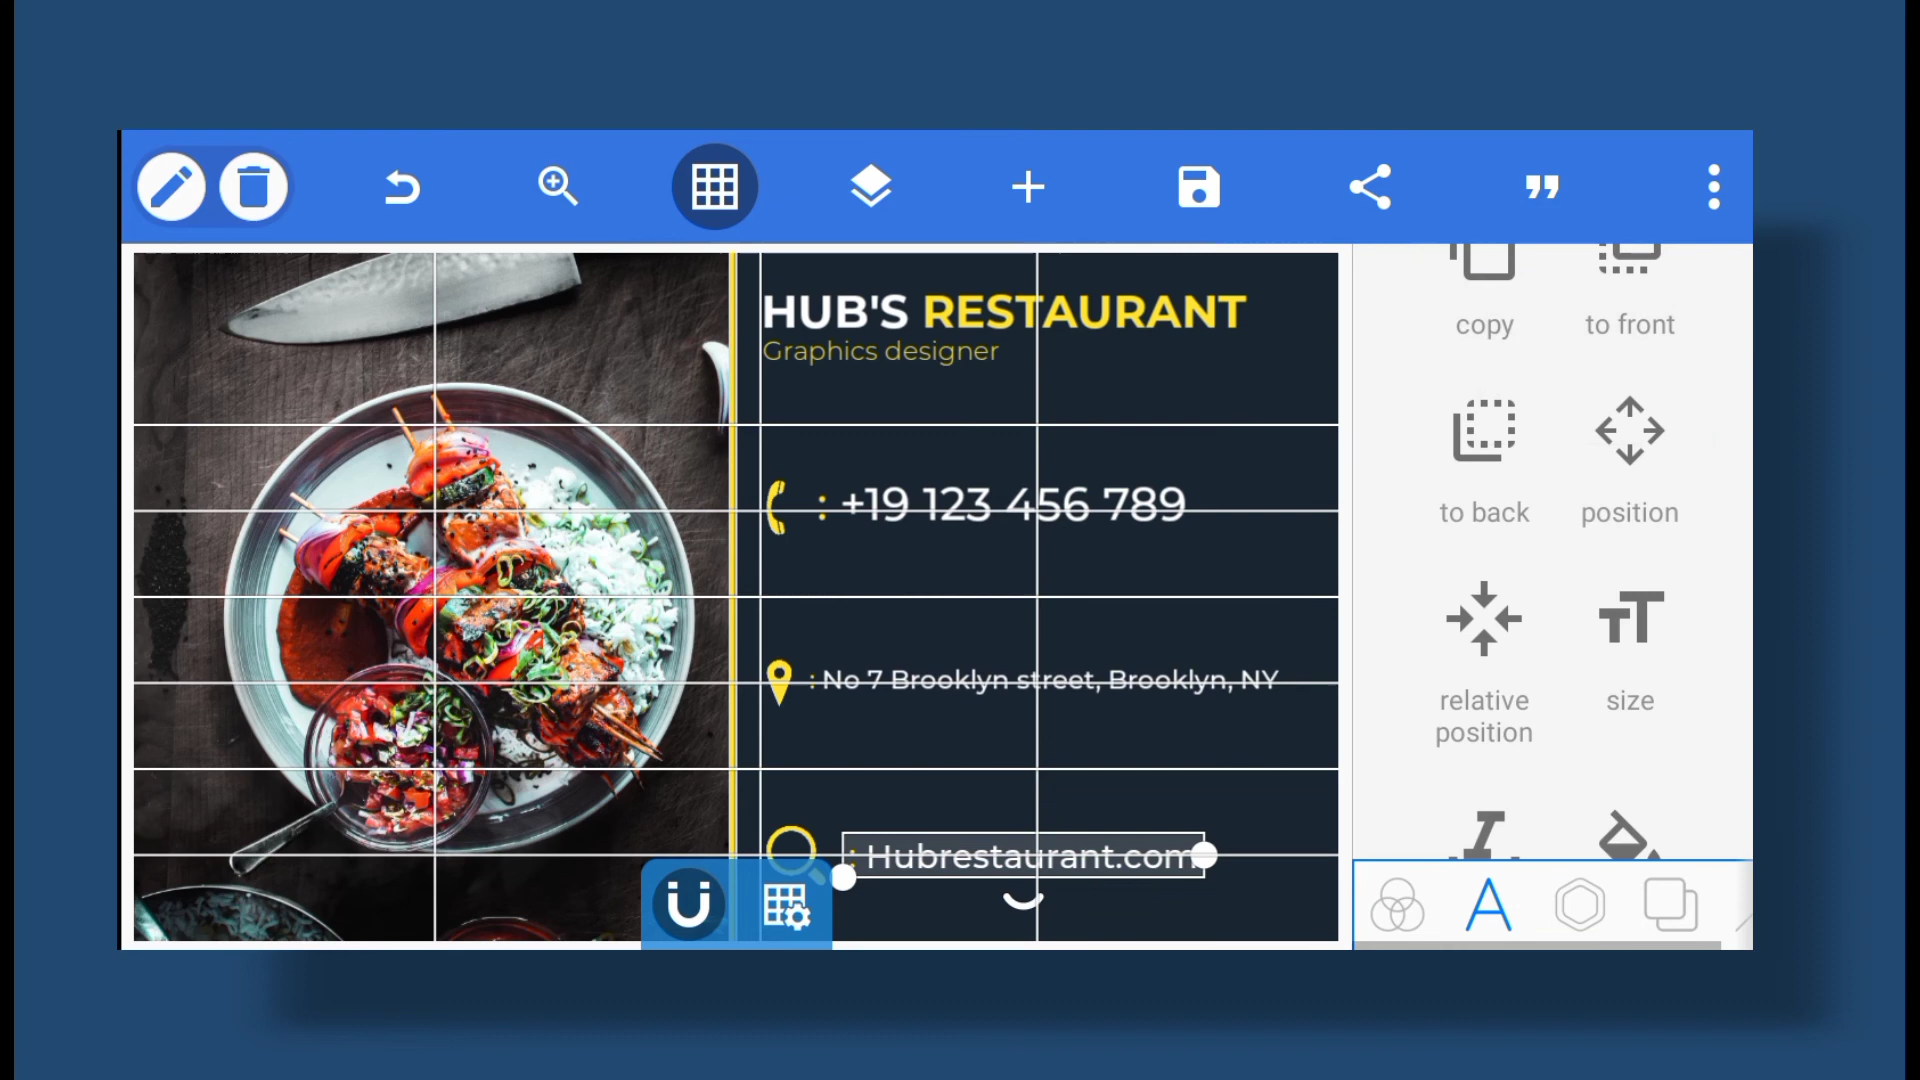 HUB'S RESTAURANT
Graphics designer
: +19 123 456 789
: No 7 Brooklyn street, Brooklyn, NY
: Hubrestaurant.com
copy
to front
to back
position
relative
position
size